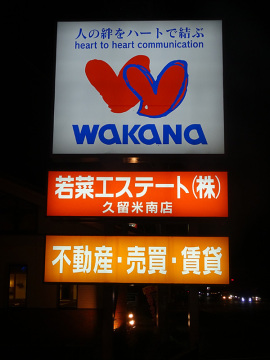 人の絆をハートで結ぶ
heart to heart communication
WAKANA
若菜エステート(株)
久留米南店
不動産・売買・賃貸